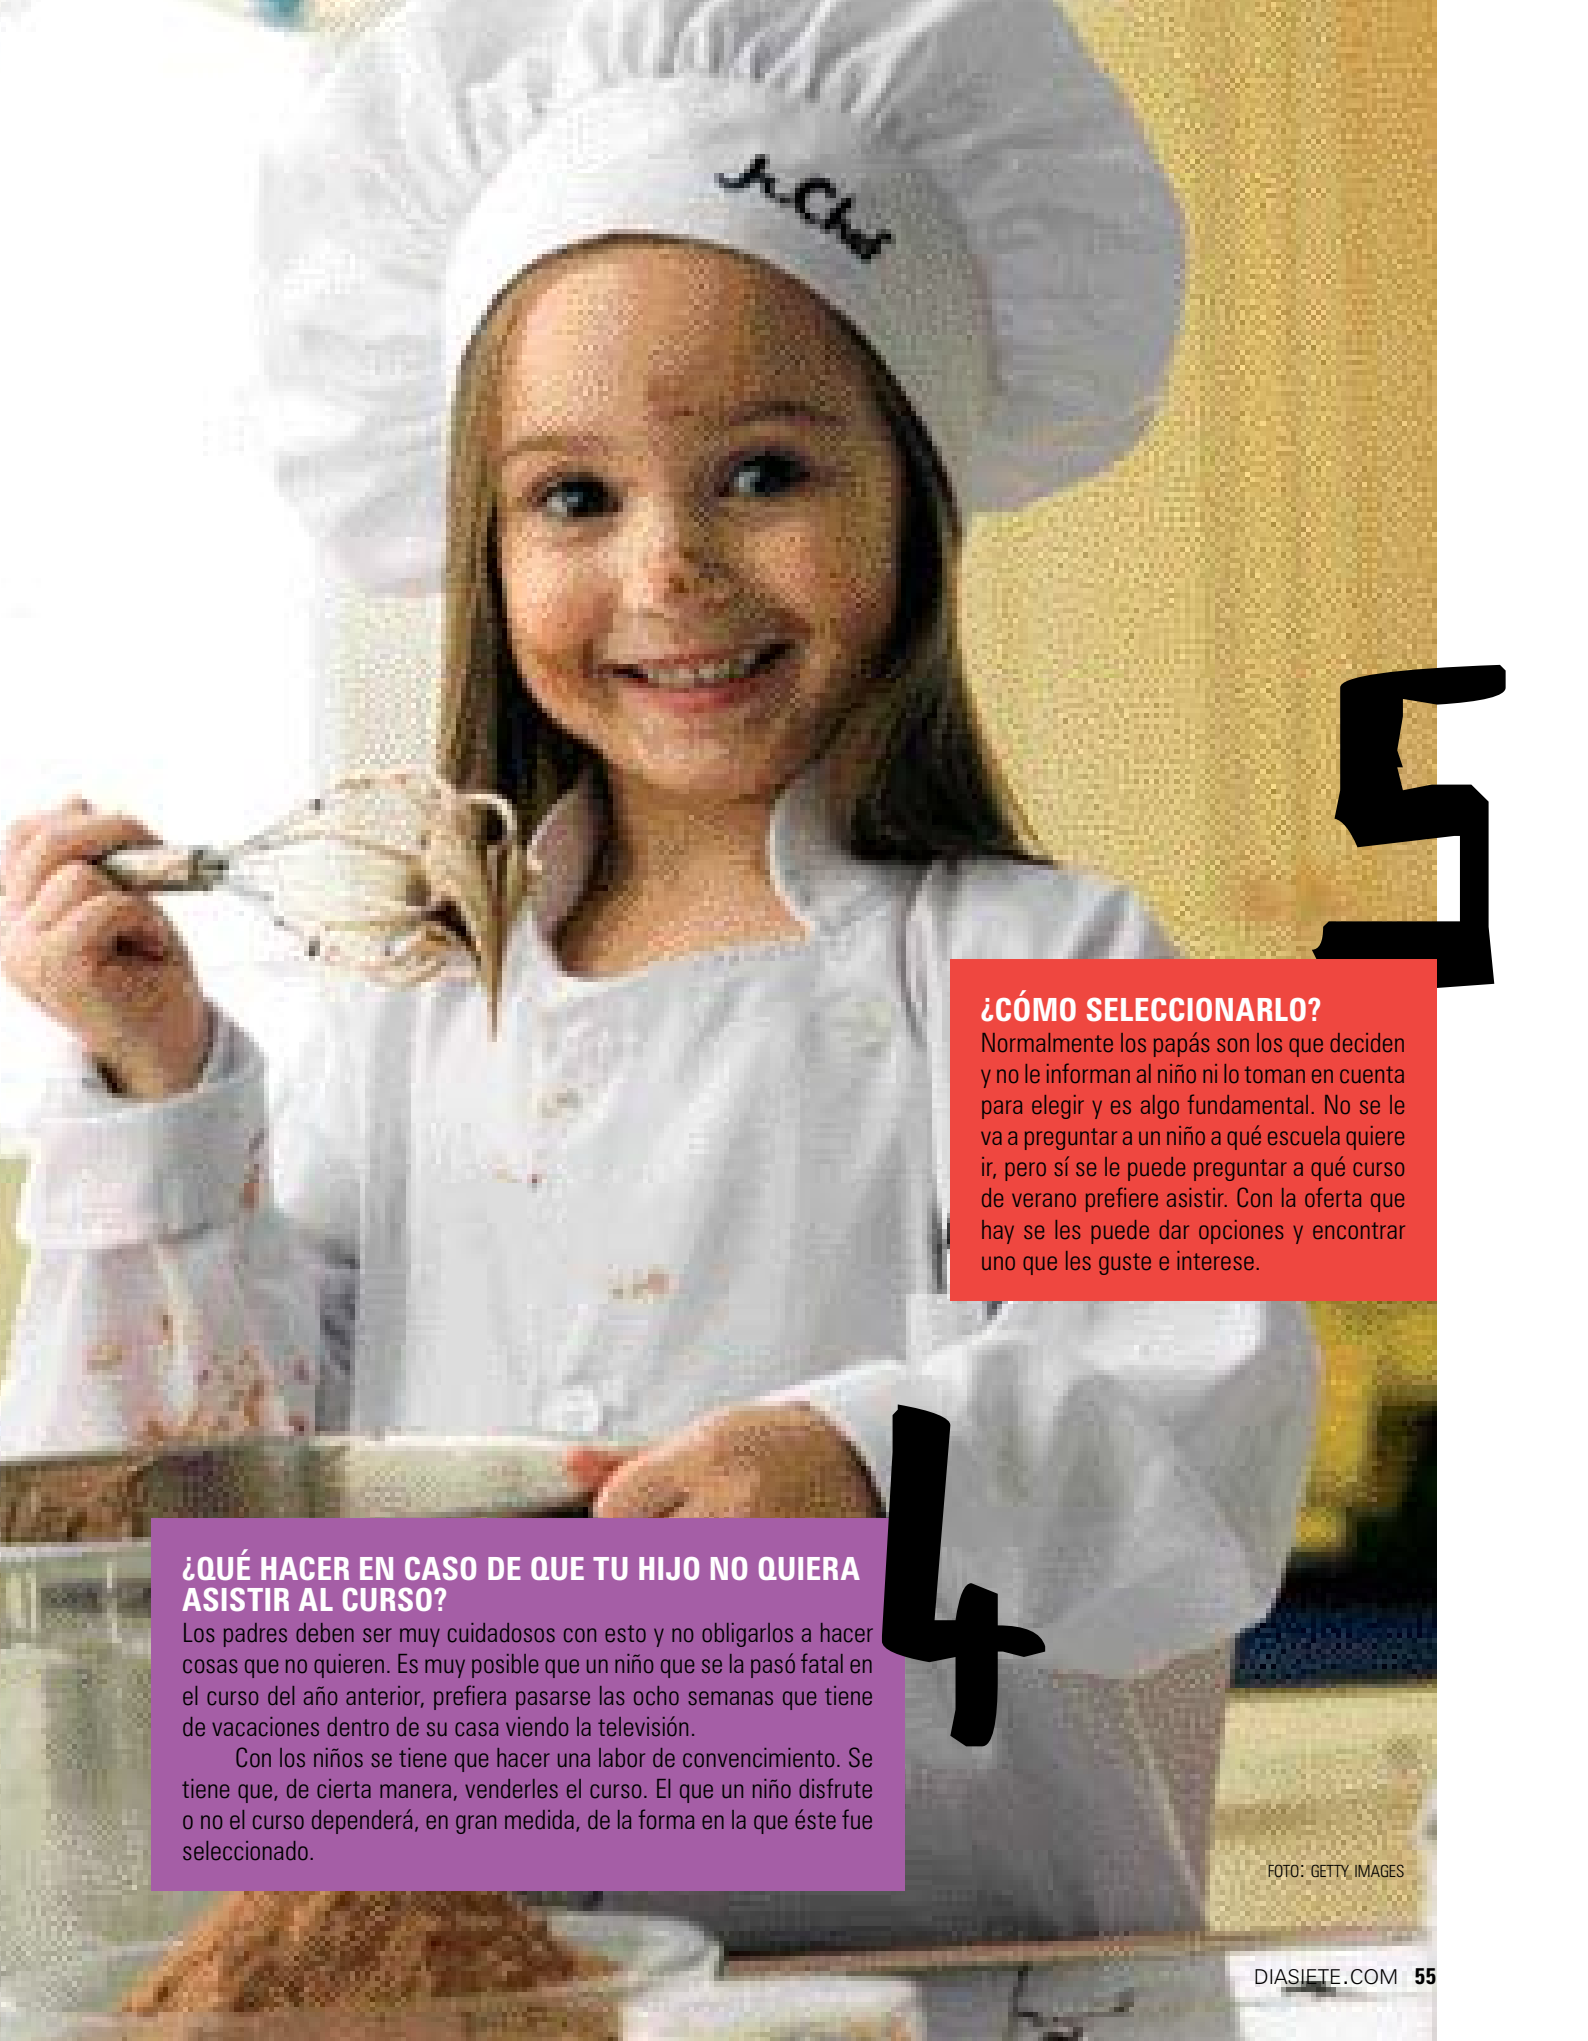 Jr. Chef
5
¿CÓMO SELECCIONARLO?
Normalmente los papás son los que deciden
y no le informan al niño ni lo toman en cuenta
para elegir y es algo fundamental. No se le
va a preguntar a un niño a qué escuela quiere
ir, pero sí se le puede preguntar a qué curso
de verano prefiere asistir. Con la oferta que
hay se les puede dar opciones y encontrar
uno que les guste e interese.
4
¿QUÉ HACER EN CASO DE QUE TU HIJO NO QUIERA
ASISTIR AL CURSO?
Los padres deben ser muy cuidadosos con esto y no obligarlos a hacer
cosas que no quieren. Es muy posible que un niño que se la pasó fatal en
el curso del año anterior, prefiera pasarse las ocho semanas que tiene
de vacaciones dentro de su casa viendo la televisión.
Con los niños se tiene que hacer una labor de convencimiento. Se
tiene que, de cierta manera, venderles el curso. El que un niño disfrute
o no el curso dependerá, en gran medida, de la forma en la que éste fue
seleccionado.
FOTO: GETTY IMAGES
DIASIETE.COM 55